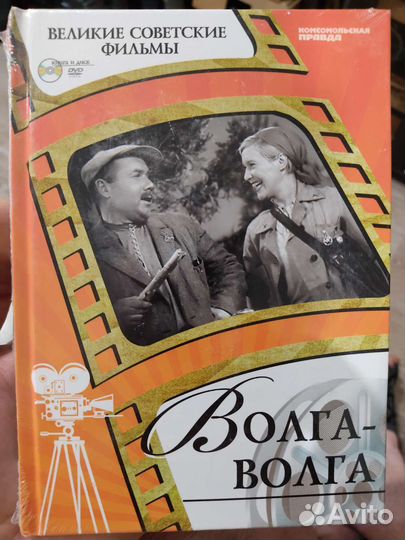 ВЕЛИКИЕ СОВЕТСКИЕ
ФИЛЬМЫ
КОМСОМОЛЬСКАЯ
ПРАВДА
КНИГА И ДИСК
DVD
ВОЛГА-
ВОЛГА
Avito